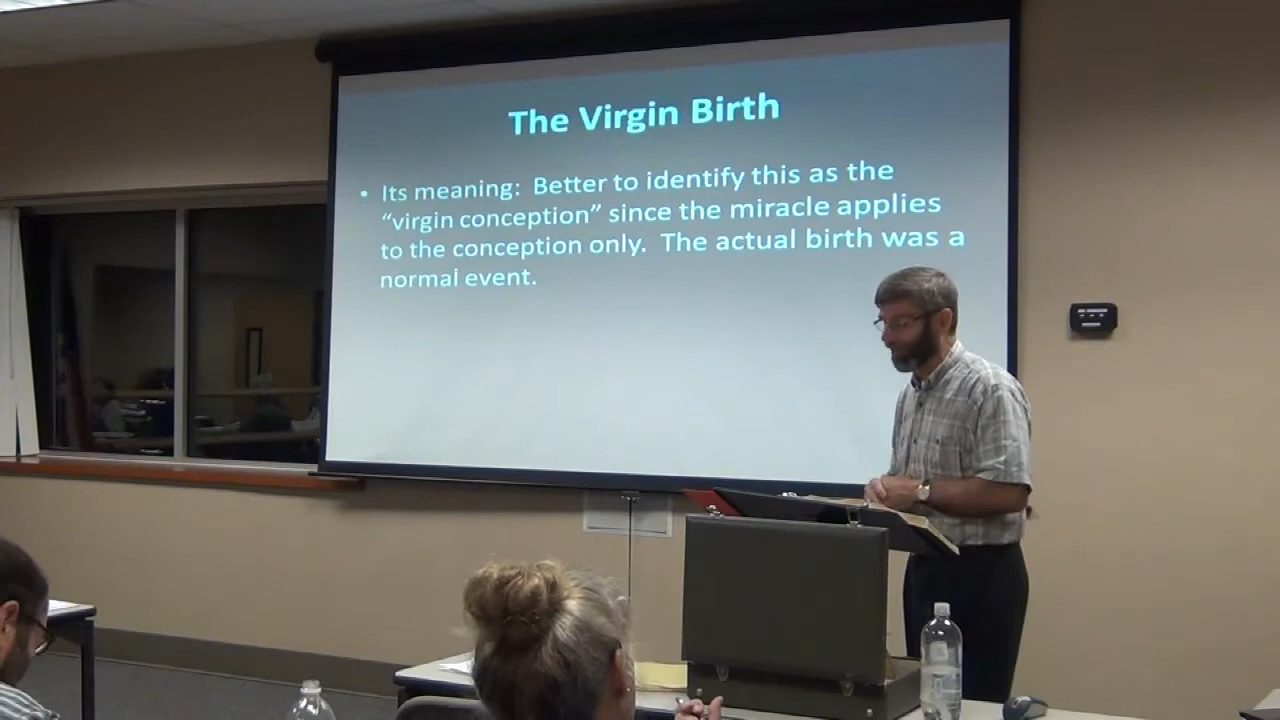 The Virgin Birth
• Its meaning:  Better to identify this as the
“virgin conception” since the miracle applies
to the conception only.  The actual birth was a
normal event.